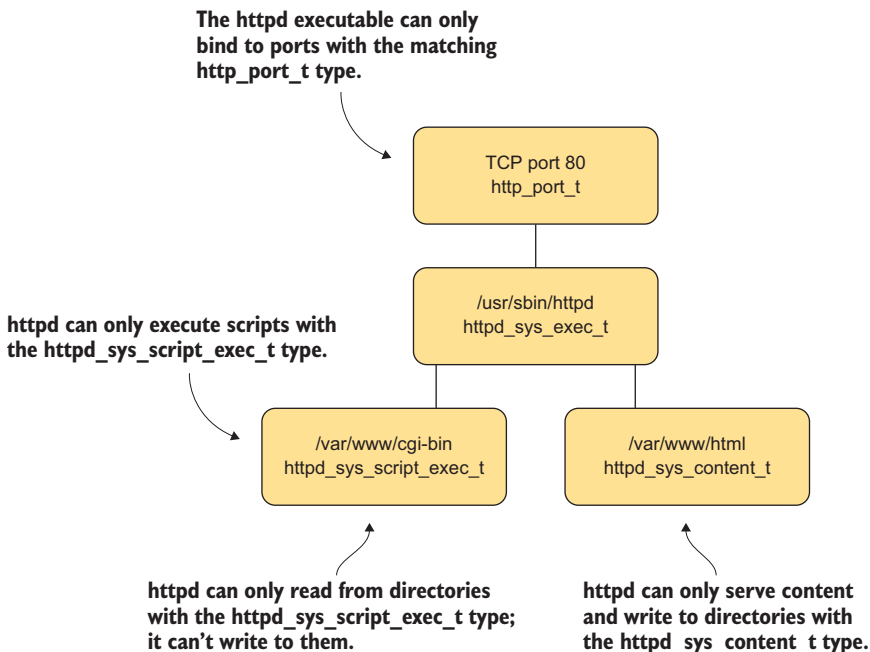 The httpd executable can only
bind to ports with the matching
http_port_t type.
TCP port 80
http_port_t
/usr/sbin/httpd
httpd_sys_exec_t
httpd can only execute scripts with
the httpd_sys_script_exec_t type.
/var/www/cgi-bin
httpd_sys_script_exec_t
/var/www/html
httpd_sys_content_t
httpd can only read from directories
with the httpd_sys_script_exec_t type;
it can't write to them.
httpd can only serve content
and write to directories with
the httpd_sys_content_t type.